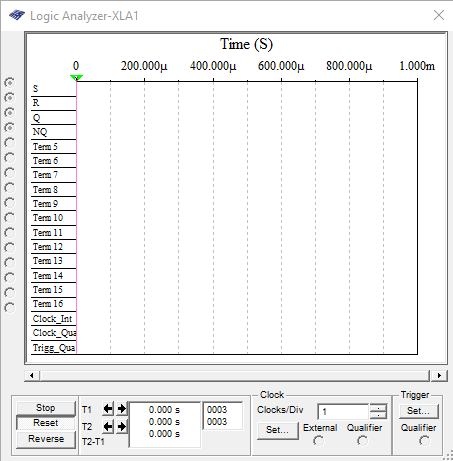 Logic Analyzer-XLA1
Time (S)
0 200.000µ 400.000µ 600.000µ 800.000µ 1.000m
S
R
Q
NQ
Term 5
Term 6
Term 7
Term 8
Term 9
Term 10
Term 11
Term 12
Term 13
Term 14
Term 15
Term 16
Clock_Int
Clock_Qua
Trigg_Qua
Stop
Reset
Reverse
T1
T2
T2-T1
0.000 s
0.000 s
0.000 s
0003
0003
Clock
Clocks/Div 1
Set... External Qualifier
Trigger
Set...
Qualifier